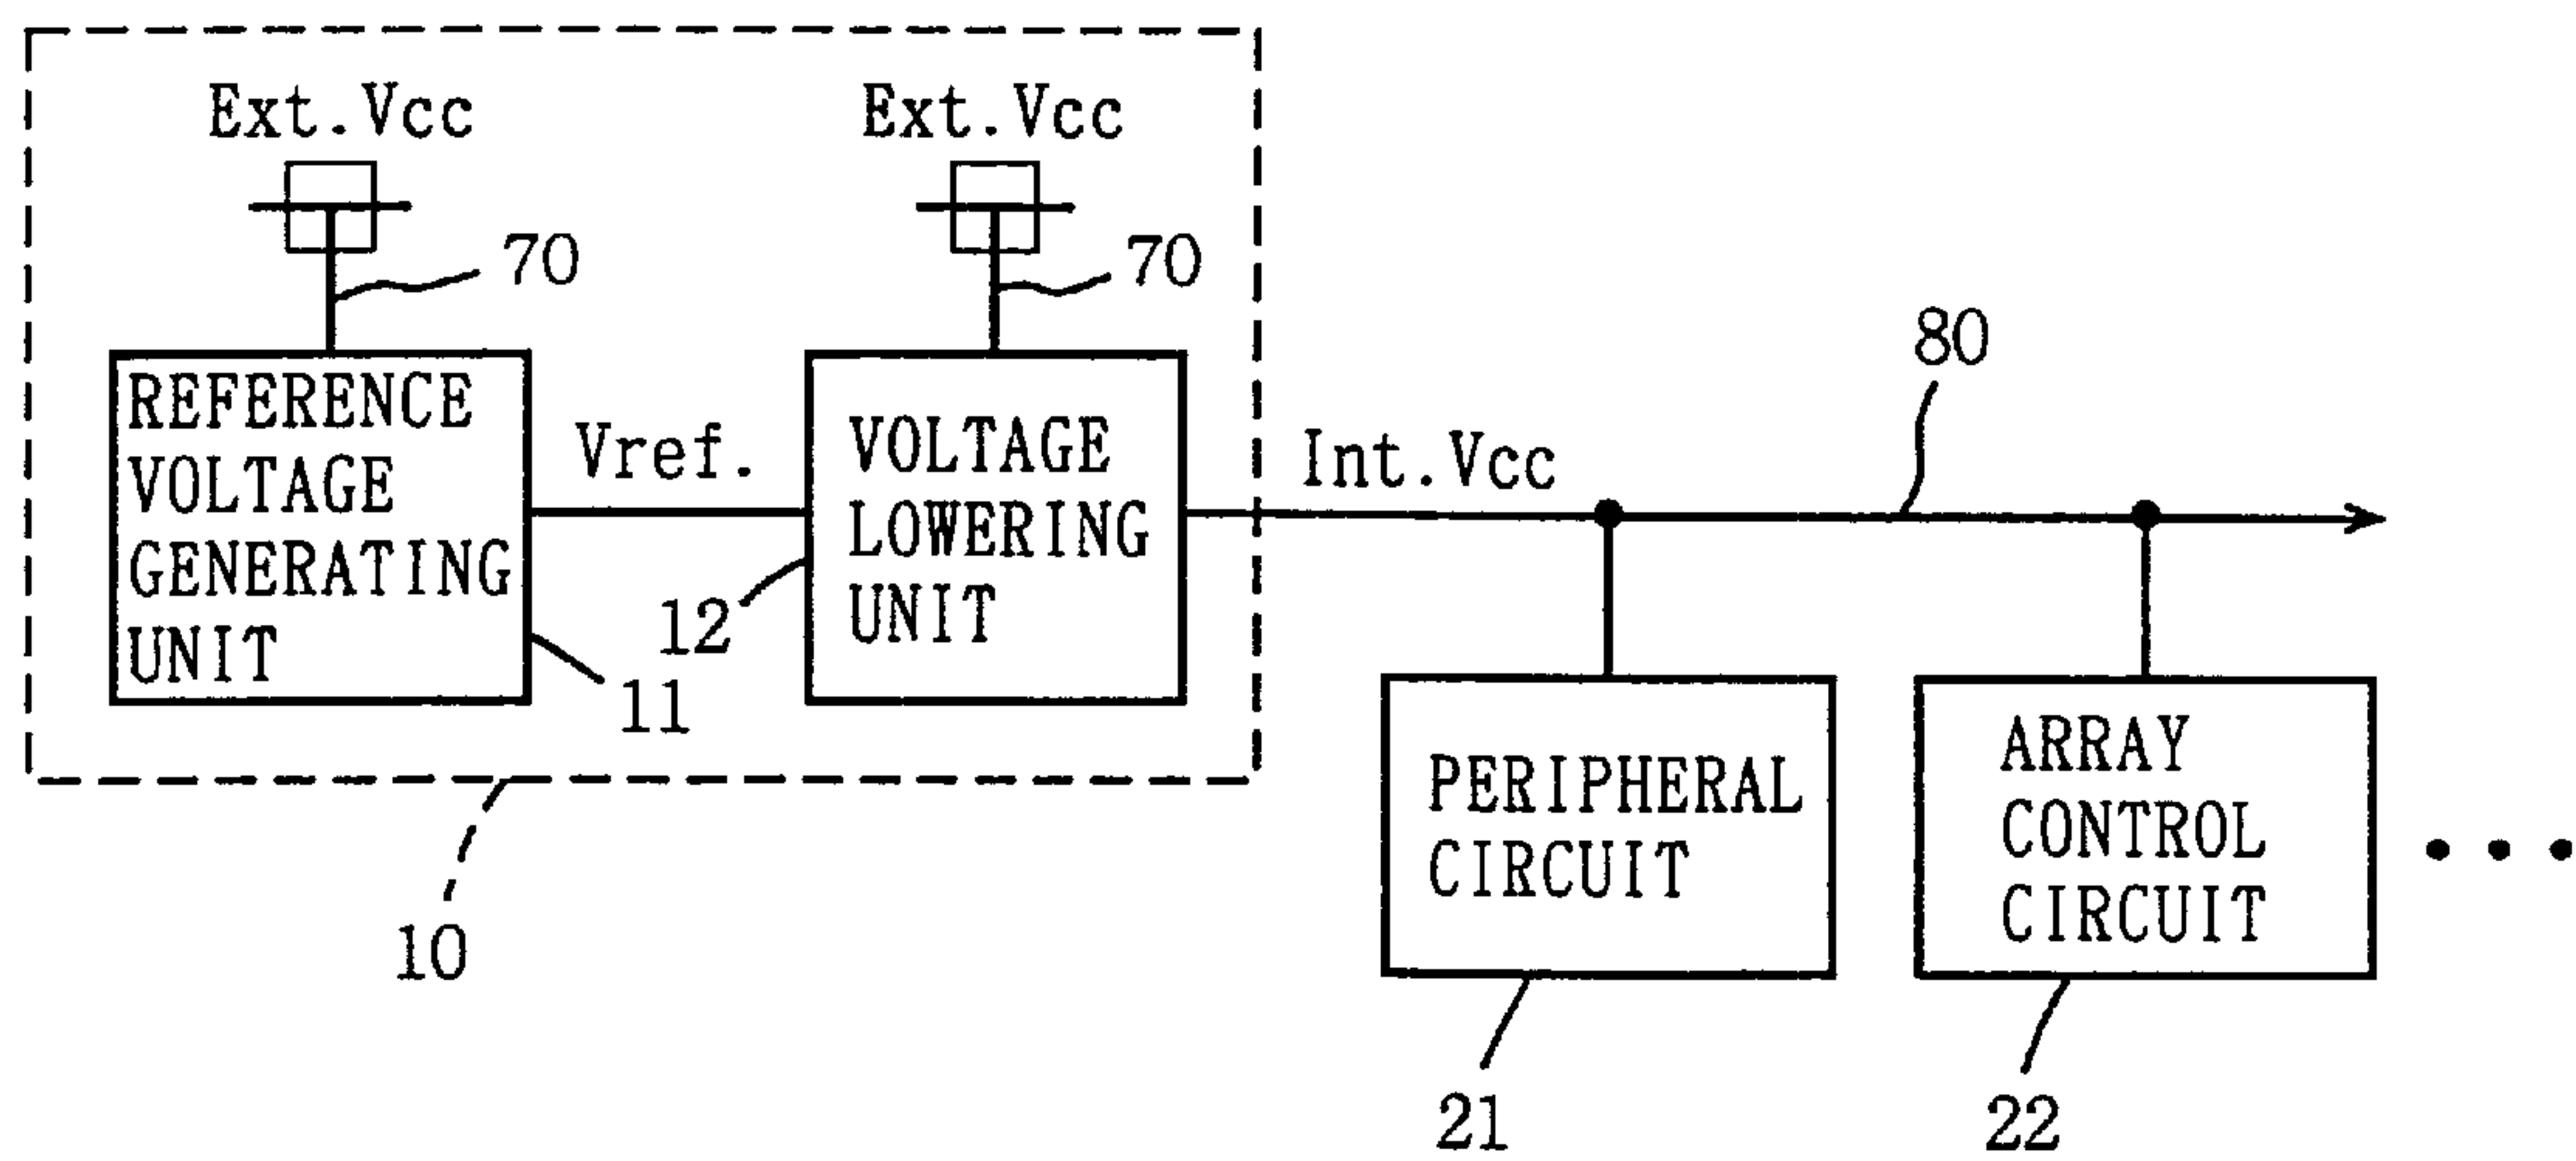 Ext.Vcc
Ext.Vcc
70
70
80
REFERENCE
VOLTAGE
GENERATING
UNIT
Vref.
VOLTAGE
LOWERING
UNIT
Int.Vcc
12
11
10
PERIPHERAL
CIRCUIT
ARRAY
CONTROL
CIRCUIT
21
22